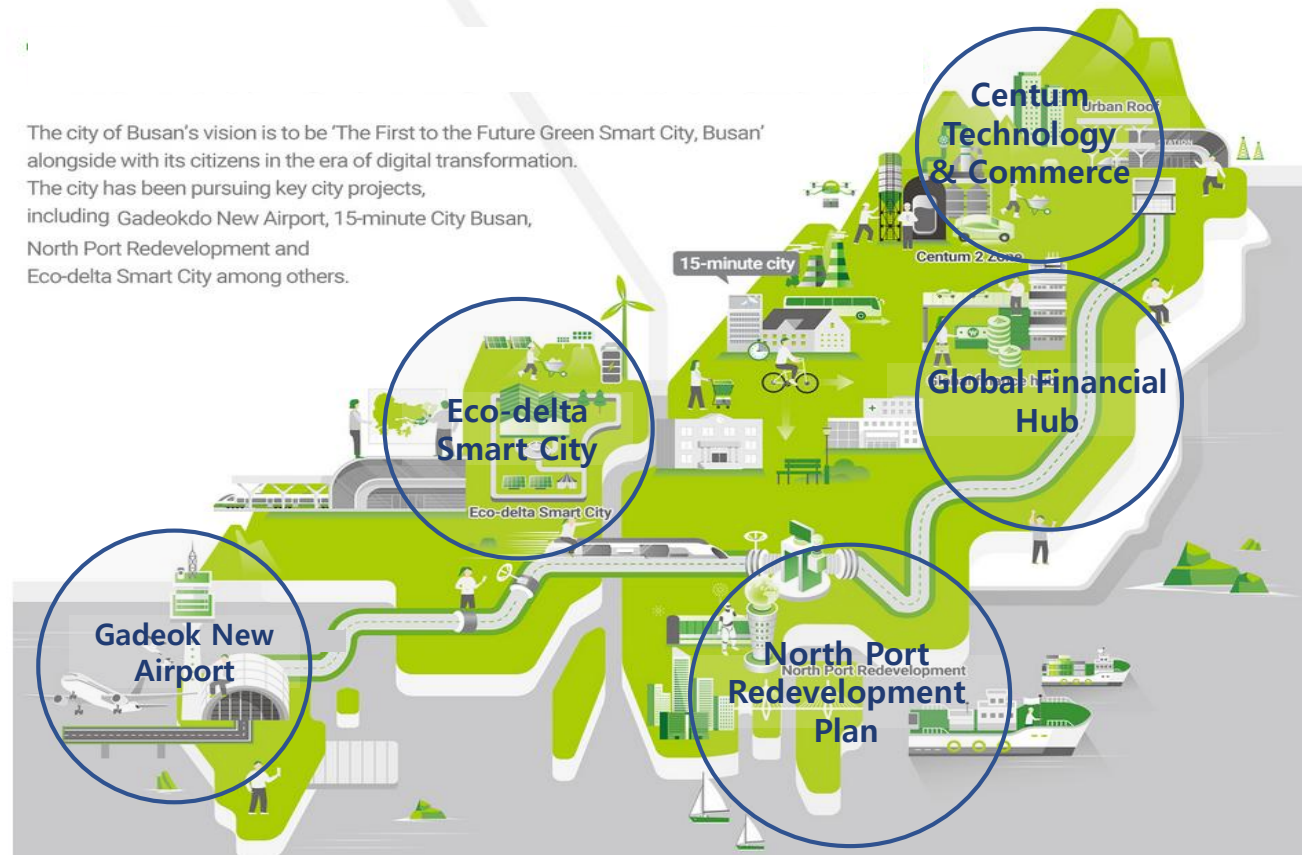 The city of Busan's vision is to be 'The First to the Future Green Smart City, Busan'
alongside with its citizens in the era of digital transformation.
The city has been pursuing key city projects,
including Gadeokdo New Airport, 15-minute City Busan,
North Port Redevelopment and
Eco-delta Smart City among others.
Centum
Technology
& Commerce
Urban Roof
STATION
Centum 2 Zone
15-minute city
Global finance hub
Global Financial
Hub
Eco-delta
Smart City
Eco-delta Smart City
Gadeok New
Airport
North Port
North Port Redevelopment
Redevelopment
Plan